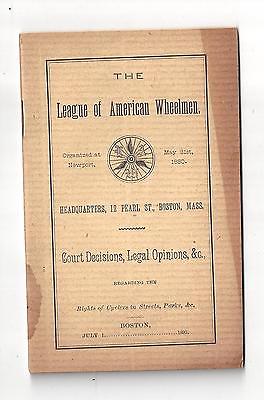 THE
League of American Wheelmen.
Organized at
Newport,
May 31st,
1880.
HEADQUARTERS, 12 PEARL ST., BOSTON, MASS.
Court Decisions, Legal Opinions, &c.,
REGARDING THE
Rights of Cyclers to Streets, Parks, &c.
BOSTON,
JULY 1